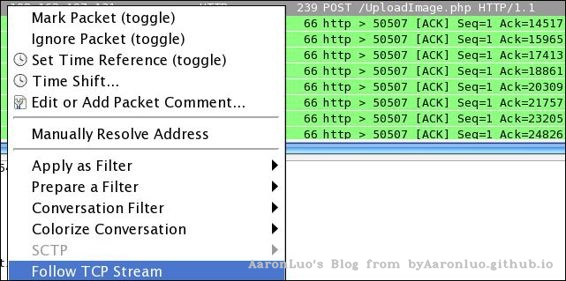 239 POST /UploadImage.php HTTP/1.1
Mark Packet (toggle)
66 http > 50507 [ACK] Seq=1 Ack=14517
Ignore Packet (toggle)
66 http > 50507 [ACK] Seq=1 Ack=15965
Set Time Reference (toggle)
66 http > 50507 [ACK] Seq=1 Ack=17413
Time Shift...
66 http > 50507 [ACK] Seq=1 Ack=18861
Edit or Add Packet Comment...
66 http > 50507 [ACK] Seq=1 Ack=20309
66 http > 50507 [ACK] Seq=1 Ack=21757
Manually Resolve Address
66 http > 50507 [ACK] Seq=1 Ack=23205
66 http > 50507 [ACK] Seq=1 Ack=24826
Apply as Filter
Prepare a Filter
Conversation Filter
Colorize Conversation
SCTP
Follow TCP Stream
AaronLuo's Blog from byAaronluo.github.io